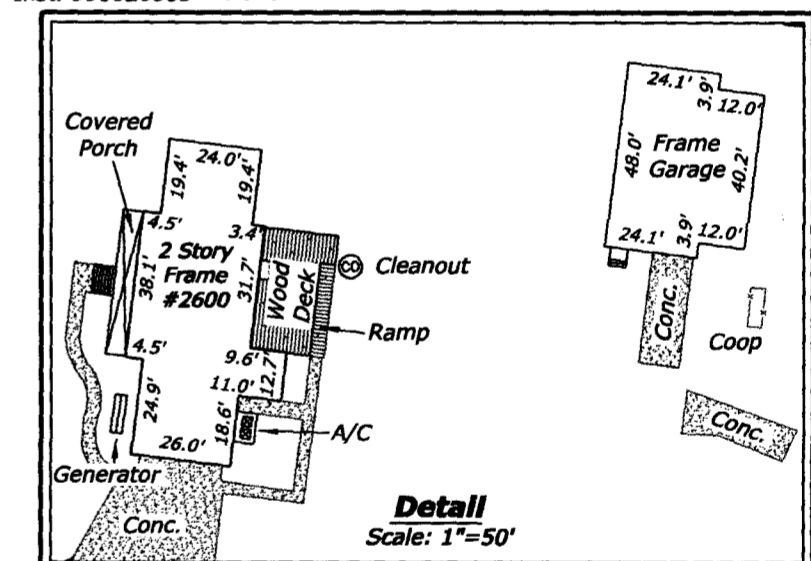 24.1'
3.9'
12.0'
48.0'
Frame
Garage
40.2'
24.1'
3.9'
12.0'
Conc.
Coop
Conc.
Covered
Porch
24.0'
19.4'
19.4'
4.5'
3.4'
2 Story
Frame
#2600
38.1'
31.7'
Wood
Deck
CO
Cleanout
Ramp
4.5'
9.6'
12.7'
11.0'
24.9'
18.6'
26.0'
A/C
Generator
Conc.
Detail
Scale: 1"=50'